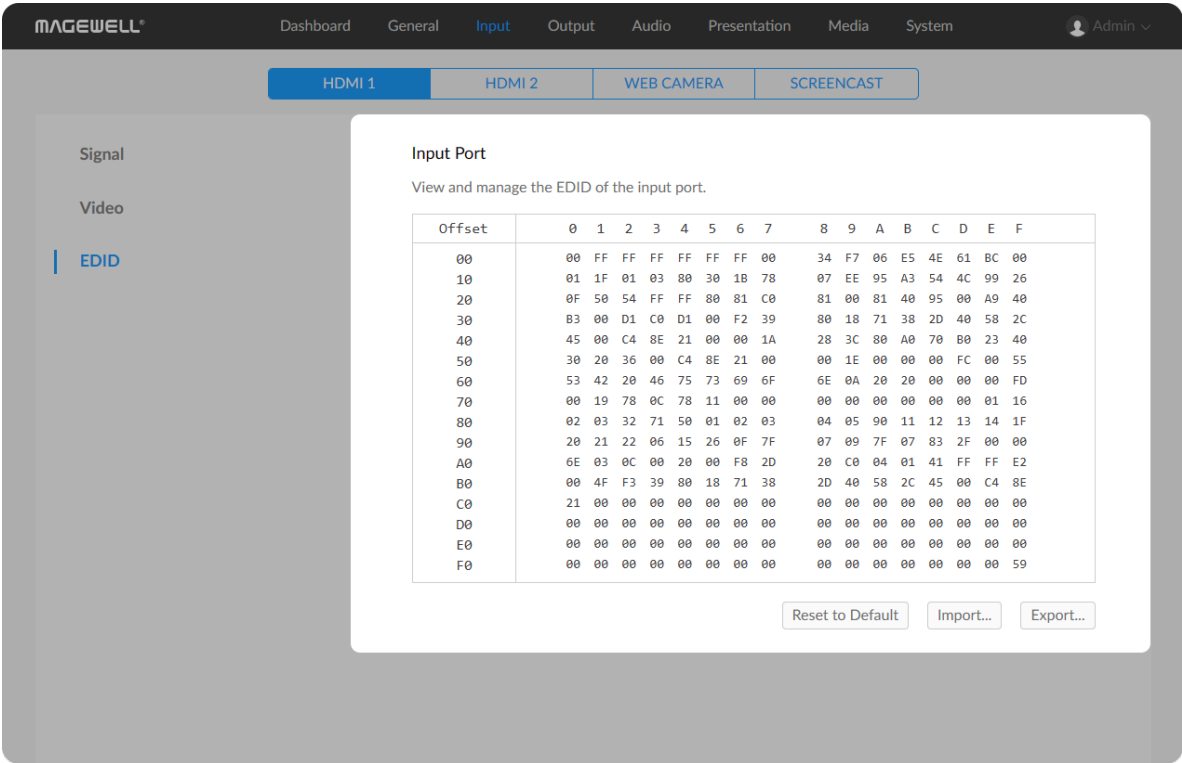 MAGEWELL®
Dashboard General Input Output Audio Presentation Media System Admin
HDMI 1 HDMI 2 WEB CAMERA SCREENCAST
Signal
Video
EDID
Input Port
View and manage the EDID of the input port.
Offset 0 1 2 3 4 5 6 7 8 9 A B C D E F
00 00 FF FF FF FF FF FF 00 34 F7 06 E5 4E 61 BC 00
10 01 1F 01 03 80 30 1B 78 07 EE 95 A3 54 4C 99 26
20 0F 50 54 FF FF 80 81 C0 81 00 81 40 95 00 A9 40
30 B3 00 D1 C0 D1 00 F2 39 80 18 71 38 2D 40 58 2C
40 45 00 C4 8E 21 00 00 1A 28 3C 80 A0 70 B0 23 40
50 30 20 36 00 C4 8E 21 00 00 1E 00 00 00 FC 00 55
60 53 42 20 46 75 73 69 6F 6E 0A 20 20 00 00 00 FD
70 00 19 78 0C 78 11 00 00 00 00 00 00 00 00 01 16
80 02 03 32 71 50 01 02 03 04 05 90 11 12 13 14 1F
90 20 21 22 06 15 26 0F 7F 07 09 7F 07 83 2F 00 00
A0 6E 03 0C 00 20 00 F8 2D 20 C0 04 01 41 FF FF E2
B0 00 4F F3 39 80 18 71 38 2D 40 58 2C 45 00 C4 8E
C0 21 00 00 00 00 00 00 00 00 00 00 00 00 00 00 00
D0 00 00 00 00 00 00 00 00 00 00 00 00 00 00 00 00
E0 00 00 00 00 00 00 00 00 00 00 00 00 00 00 00 00
F0 00 00 00 00 00 00 00 00 00 00 00 00 00 00 00 59
Reset to Default Import... Export...